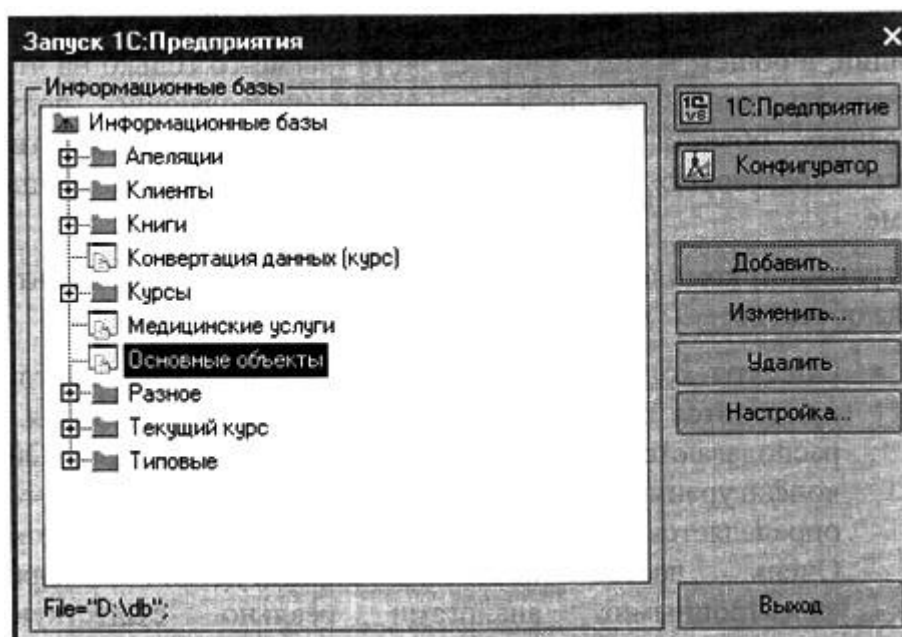 Запуск 1С:Предприятия
Информационные базы
Информационные базы
Апеляции
Клиенты
Книги
Конвертация данных (курс)
Курсы
Медицинские услуги
Основные объекты
Разное
Текущий курс
Типовые
File="D:\db";
1С:Предприятие
Конфигуратор
Добавить...
Изменить...
Удалить
Настройка...
Выход